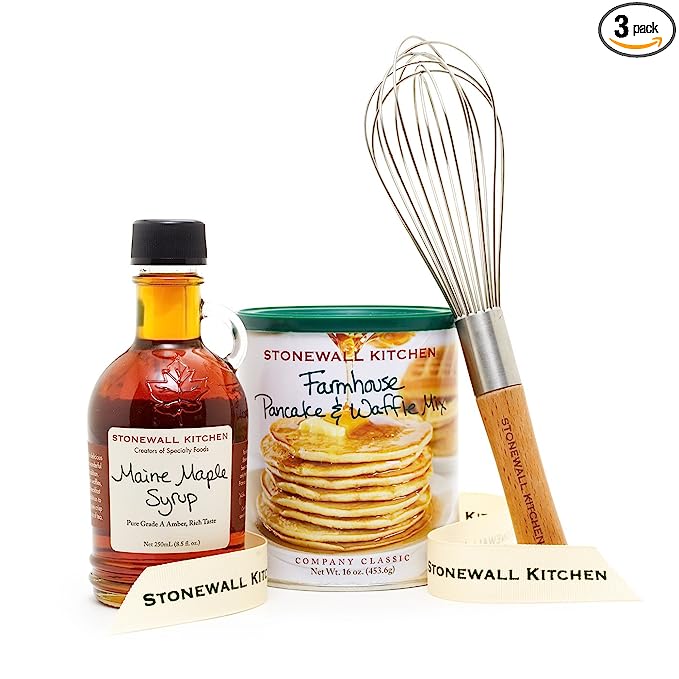 3 pack
STONEWALL KITCHEN
Farmhouse
Pancake & Waffle Mix
COMPANY CLASSIC
Net Wt. 16 oz. (453.6g)
STONEWALL KITCHEN
Creators of Specialty Foods
Maine Maple
Syrup
Pure Grade A Amber, Rich Taste
Net 250mL (8.5 fl. oz.)
STONEWALL KITCHEN
STONEWALL KITCHEN
STONEWALL KITCHEN